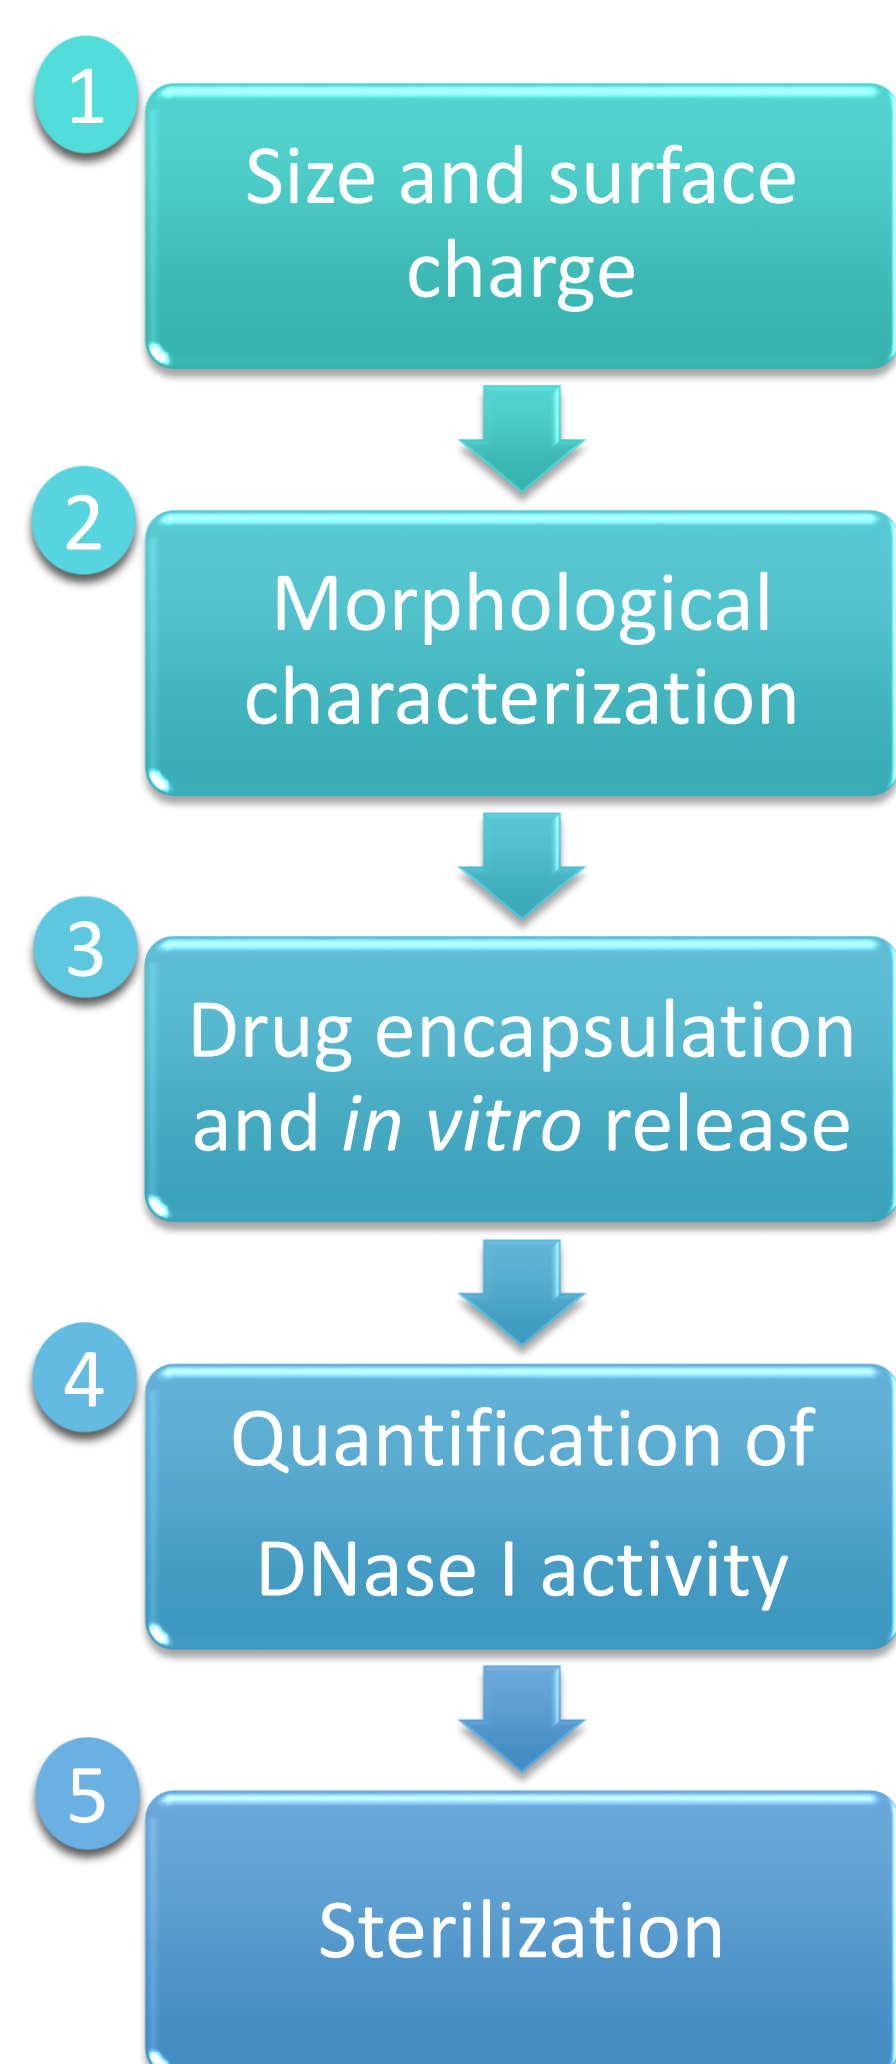 1
Size and surface
charge
2
Morphological
characterization
3
Drug encapsulation
and in vitro release
4
Quantification of
DNase I activity
5
Sterilization